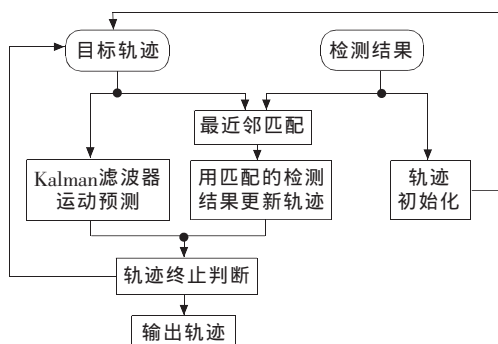 目标轨迹
检测结果
最近邻匹配
Kalman滤波器
运动预测
用匹配的检测
结果更新轨迹
轨迹
初始化
轨迹终止判断
输出轨迹